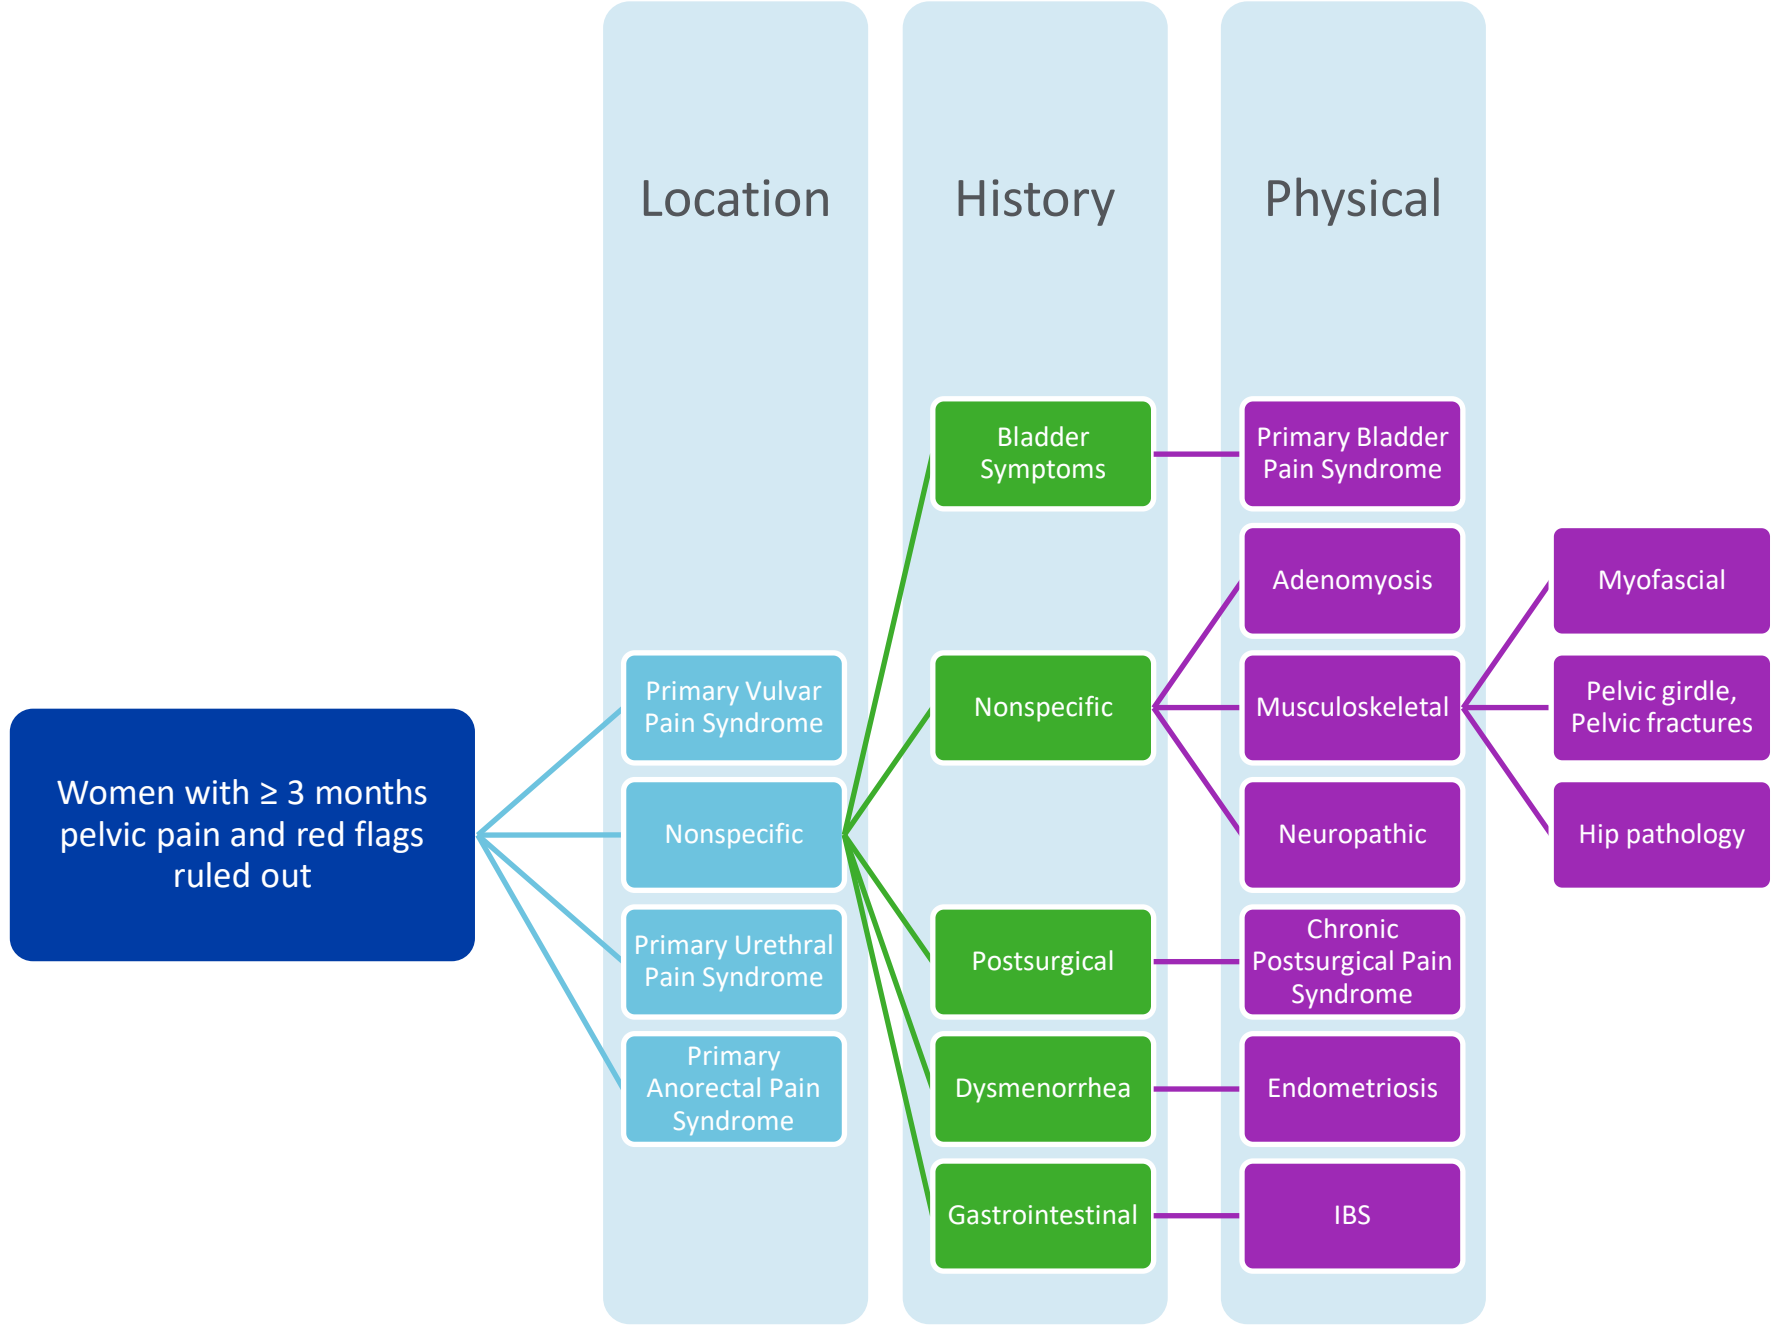 Location
History
Physical
Women with ≥ 3 months
pelvic pain and red flags
ruled out
Primary Vulvar
Pain Syndrome
Nonspecific
Primary Urethral
Pain Syndrome
Primary
Anorectal Pain
Syndrome
Bladder
Symptoms
Nonspecific
Postsurgical
Dysmenorrhea
Gastrointestinal
Primary Bladder
Pain Syndrome
Adenomyosis
Musculoskeletal
Neuropathic
Chronic
Postsurgical Pain
Syndrome
Endometriosis
IBS
Myofascial
Pelvic girdle,
Pelvic fractures
Hip pathology